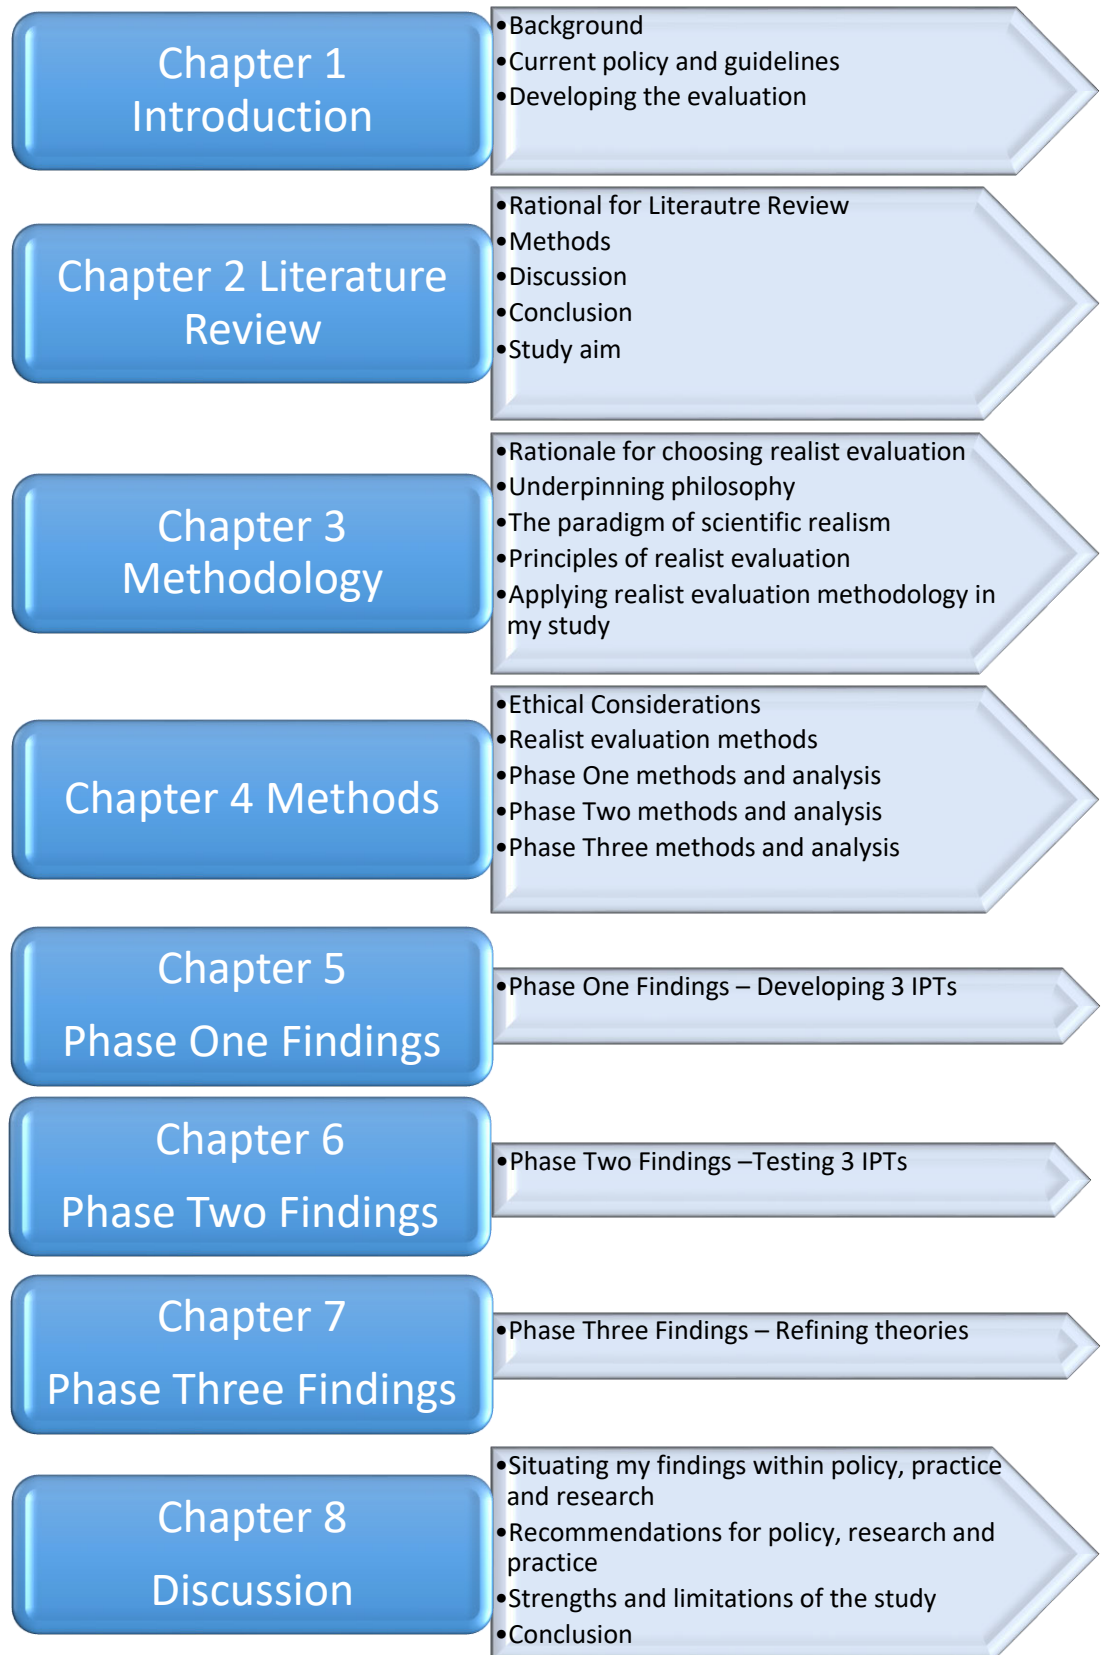 Chapter 1
Introduction
•Background
•Current policy and guidelines
•Developing the evaluation
Chapter 2 Literature
Review
•Rational for Literautre Review
•Methods
•Discussion
•Conclusion
•Study aim
Chapter 3
Methodology
•Rationale for choosing realist evaluation
•Underpinning philosophy
•The paradigm of scientific realism
•Principles of realist evaluation
•Applying realist evaluation methodology in
my study
Chapter 4 Methods
•Ethical Considerations
•Realist evaluation methods
•Phase One methods and analysis
•Phase Two methods and analysis
•Phase Three methods and analysis
Chapter 5
Phase One Findings
•Phase One Findings – Developing 3 IPTs
Chapter 6
Phase Two Findings
•Phase Two Findings –Testing 3 IPTs
Chapter 7
Phase Three Findings
•Phase Three Findings – Refining theories
Chapter 8
Discussion
•Situating my findings within policy, practice
and research
•Recommendations for policy, research and
practice
•Strengths and limitations of the study
•Conclusion